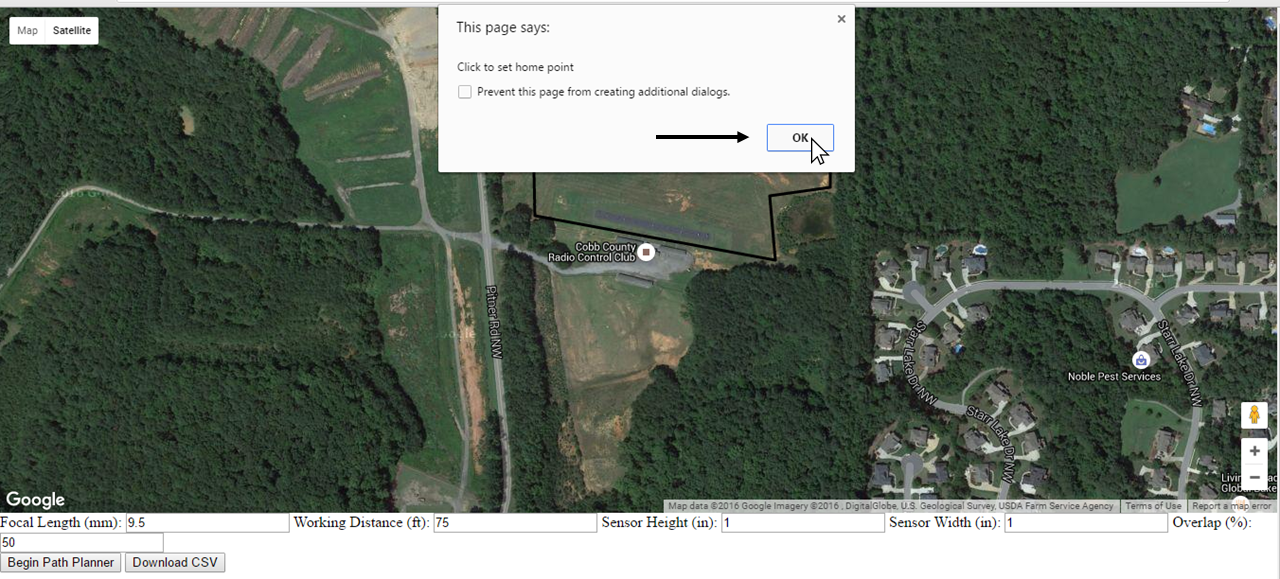 Map Satellite
This page says:
Click to set home point
Prevent this page from creating additional dialogs.
OK
Cobb County
Radio Control Club
Pitner Rd NW
Starr Lake Dr NW
Starr Lake Dr NW
Starr Lake Dr NW
Noble Pest Services
Google
Map data ©2016 Google Imagery ©2016 , DigitalGlobe, U.S. Geological Survey, USDA Farm Service Agency Terms of Use Report a map error
Focal Length (mm): 9.5 Working Distance (ft): 75 Sensor Height (in): 1 Sensor Width (in): 1 Overlap (%):
50
Begin Path Planner Download CSV